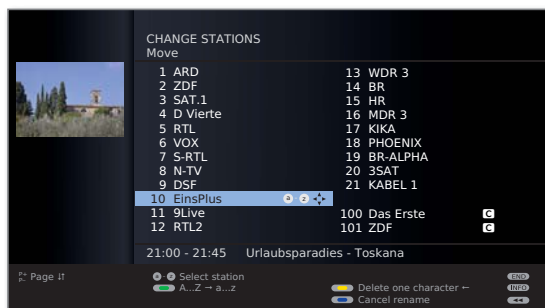 CHANGE STATIONS
Move
1 ARD
2 ZDF
3 SAT.1
4 D Vierte
5 RTL
6 VOX
7 S-RTL
8 N-TV
9 DSF
10 EinsPlus a - z
11 9Live
12 RTL2
13 WDR 3
14 BR
15 HR
16 MDR 3
17 KIKA
18 PHOENIX
19 BR-ALPHA
20 3SAT
21 KABEL 1
100 Das Erste C
101 ZDF C
21:00 - 21:45 Urlaubsparadies - Toskana
P+ P- Page ↓↑
a - z Select station
A...Z → a...z
Delete one character ←
Cancel rename
END
INFO
◄◄